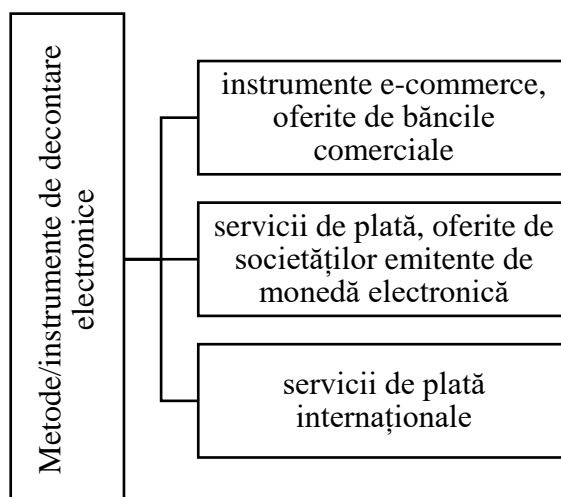 Metode/instrumente de decontare
electronice
instrumente e-commerce,
oferite de băncile
comerciale
servicii de plată, oferite de
societăților emitente de
monedă electronică
servicii de plată
internaționale